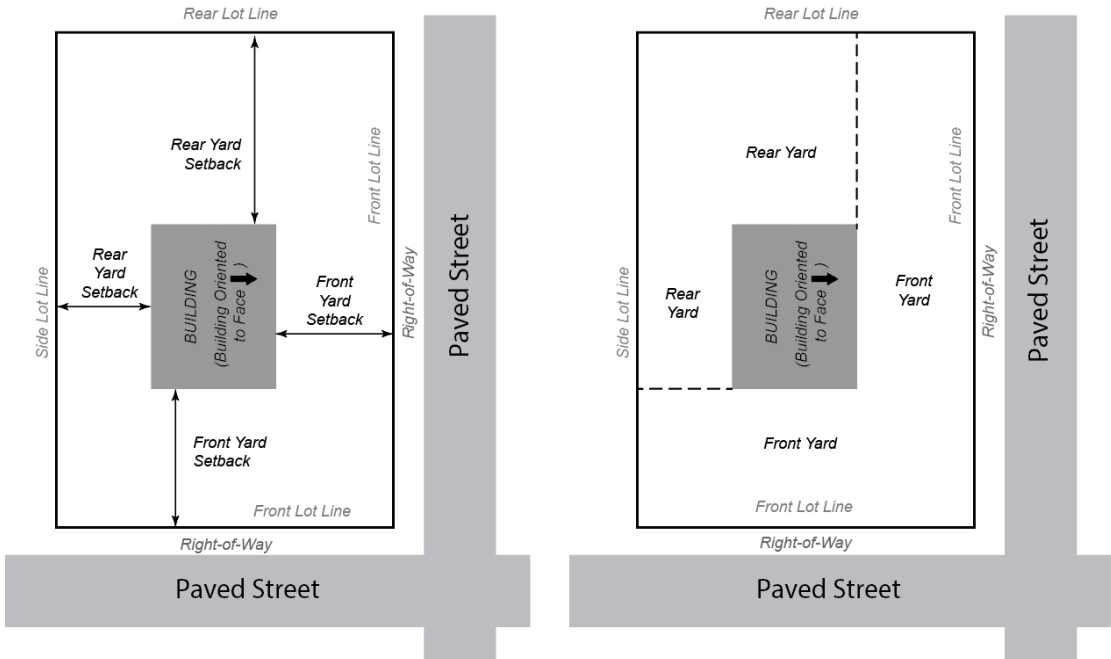 Rear Lot Line
Rear Yard
Setback
Front Lot Line
Rear
Yard
Setback
BUILDING
(Building Oriented
to Face )
Front
Yard
Setback
Side Lot Line
Right-of-Way
Paved Street
Front Yard
Setback
Front Lot Line
Right-of-Way
Paved Street
Rear Lot Line
Rear Yard
Front Lot Line
Rear
Yard
BUILDING
(Building Oriented
to Face )
Front
Yard
Side Lot Line
Right-of-Way
Paved Street
Front Yard
Front Lot Line
Right-of-Way
Paved Street